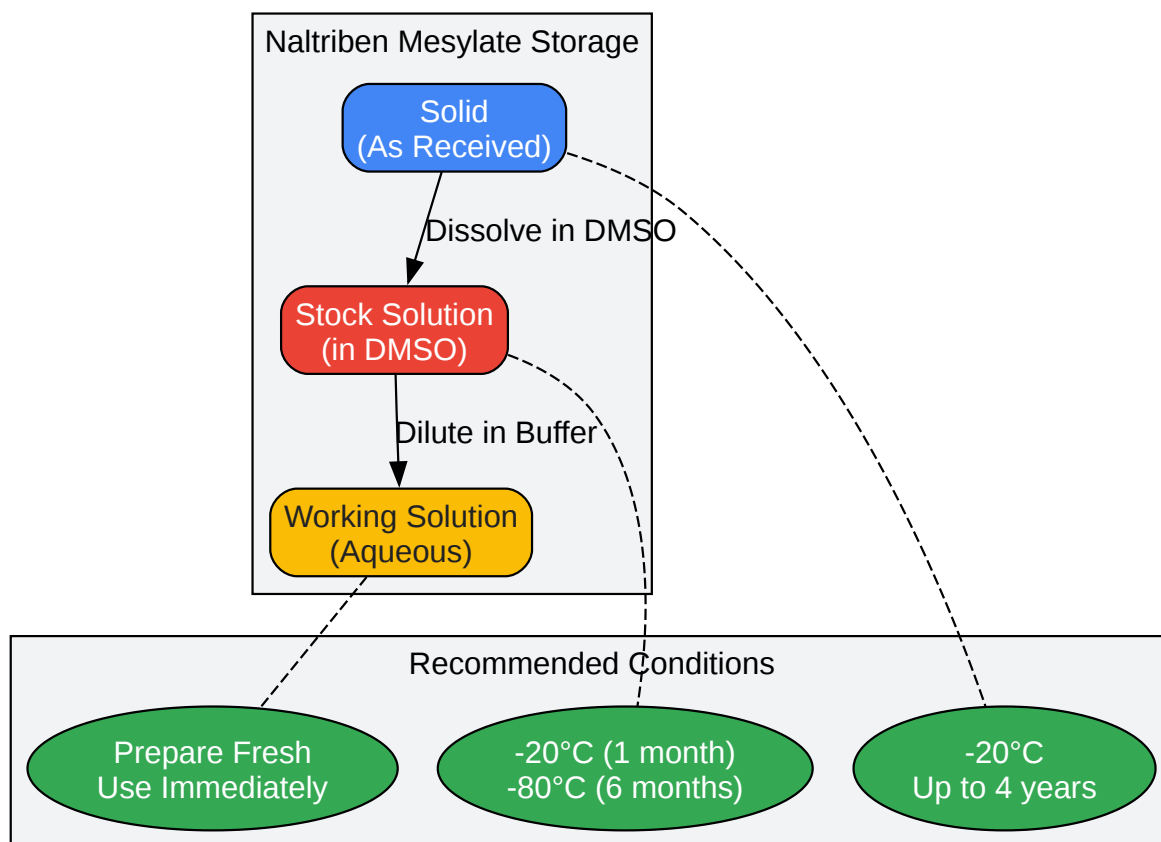 Naltriben Mesylate Storage
Solid
(As Received)
Dissolve in DMSO
Stock Solution
(in DMSO)
Dilute in Buffer
Working Solution
(Aqueous)
Recommended Conditions
Prepare Fresh
Use Immediately
-20°C (1 month)
-80°C (6 months)
-20°C
Up to 4 years